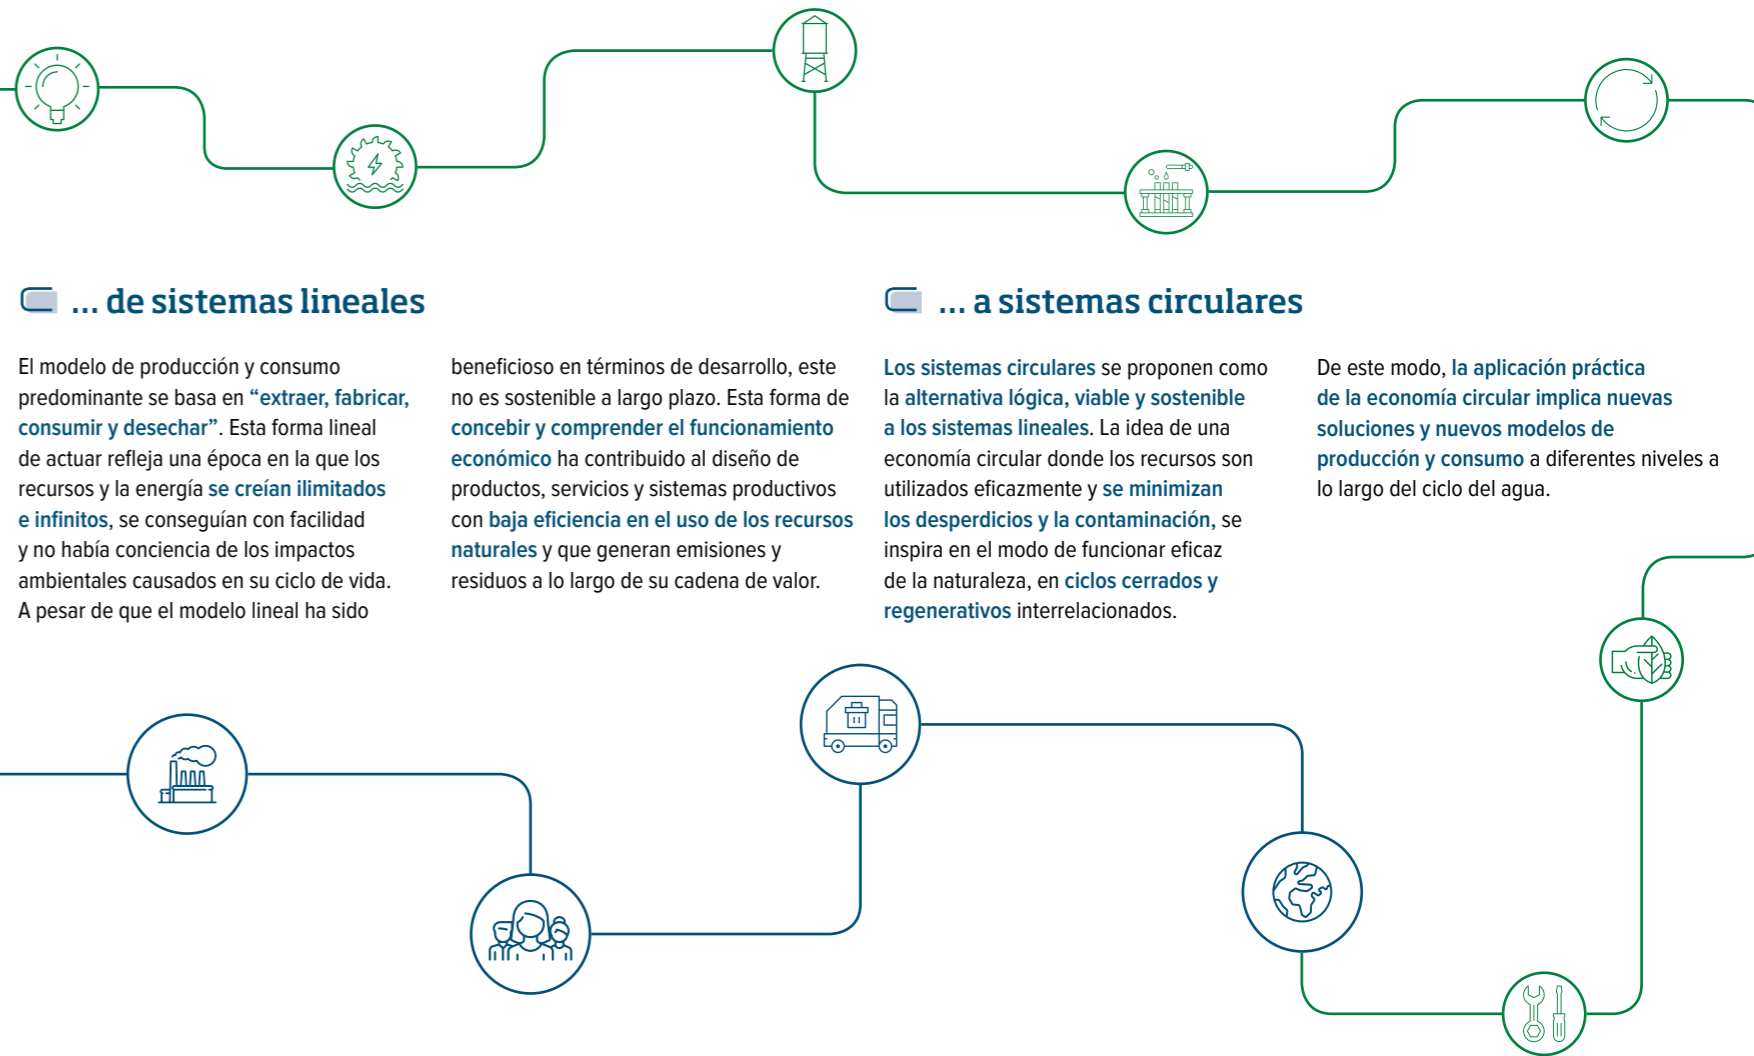 ... de sistemas lineales
El modelo de producción y consumo
predominante se basa en “extraer, fabricar,
consumir y desechar”. Esta forma lineal
de actuar refleja una época en la que los
recursos y la energía se creían ilimitados
e infinitos, se conseguían con facilidad
y no había conciencia de los impactos
ambientales causados en su ciclo de vida.
A pesar de que el modelo lineal ha sido
beneficioso en términos de desarrollo, este
no es sostenible a largo plazo. Esta forma de
concebir y comprender el funcionamiento
económico ha contribuido al diseño de
productos, servicios y sistemas productivos
con baja eficiencia en el uso de los recursos
naturales y que generan emisiones y
residuos a lo largo de su cadena de valor.
... a sistemas circulares
Los sistemas circulares se proponen como
la alternativa lógica, viable y sostenible
a los sistemas lineales. La idea de una
economía circular donde los recursos son
utilizados eficazmente y se minimizan
los desperdicios y la contaminación, se
inspira en el modo de funcionar eficaz
de la naturaleza, en ciclos cerrados y
regenerativos interrelacionados.
De este modo, la aplicación práctica
de la economía circular implica nuevas
soluciones y nuevos modelos de
producción y consumo a diferentes niveles a
lo largo del ciclo del agua.